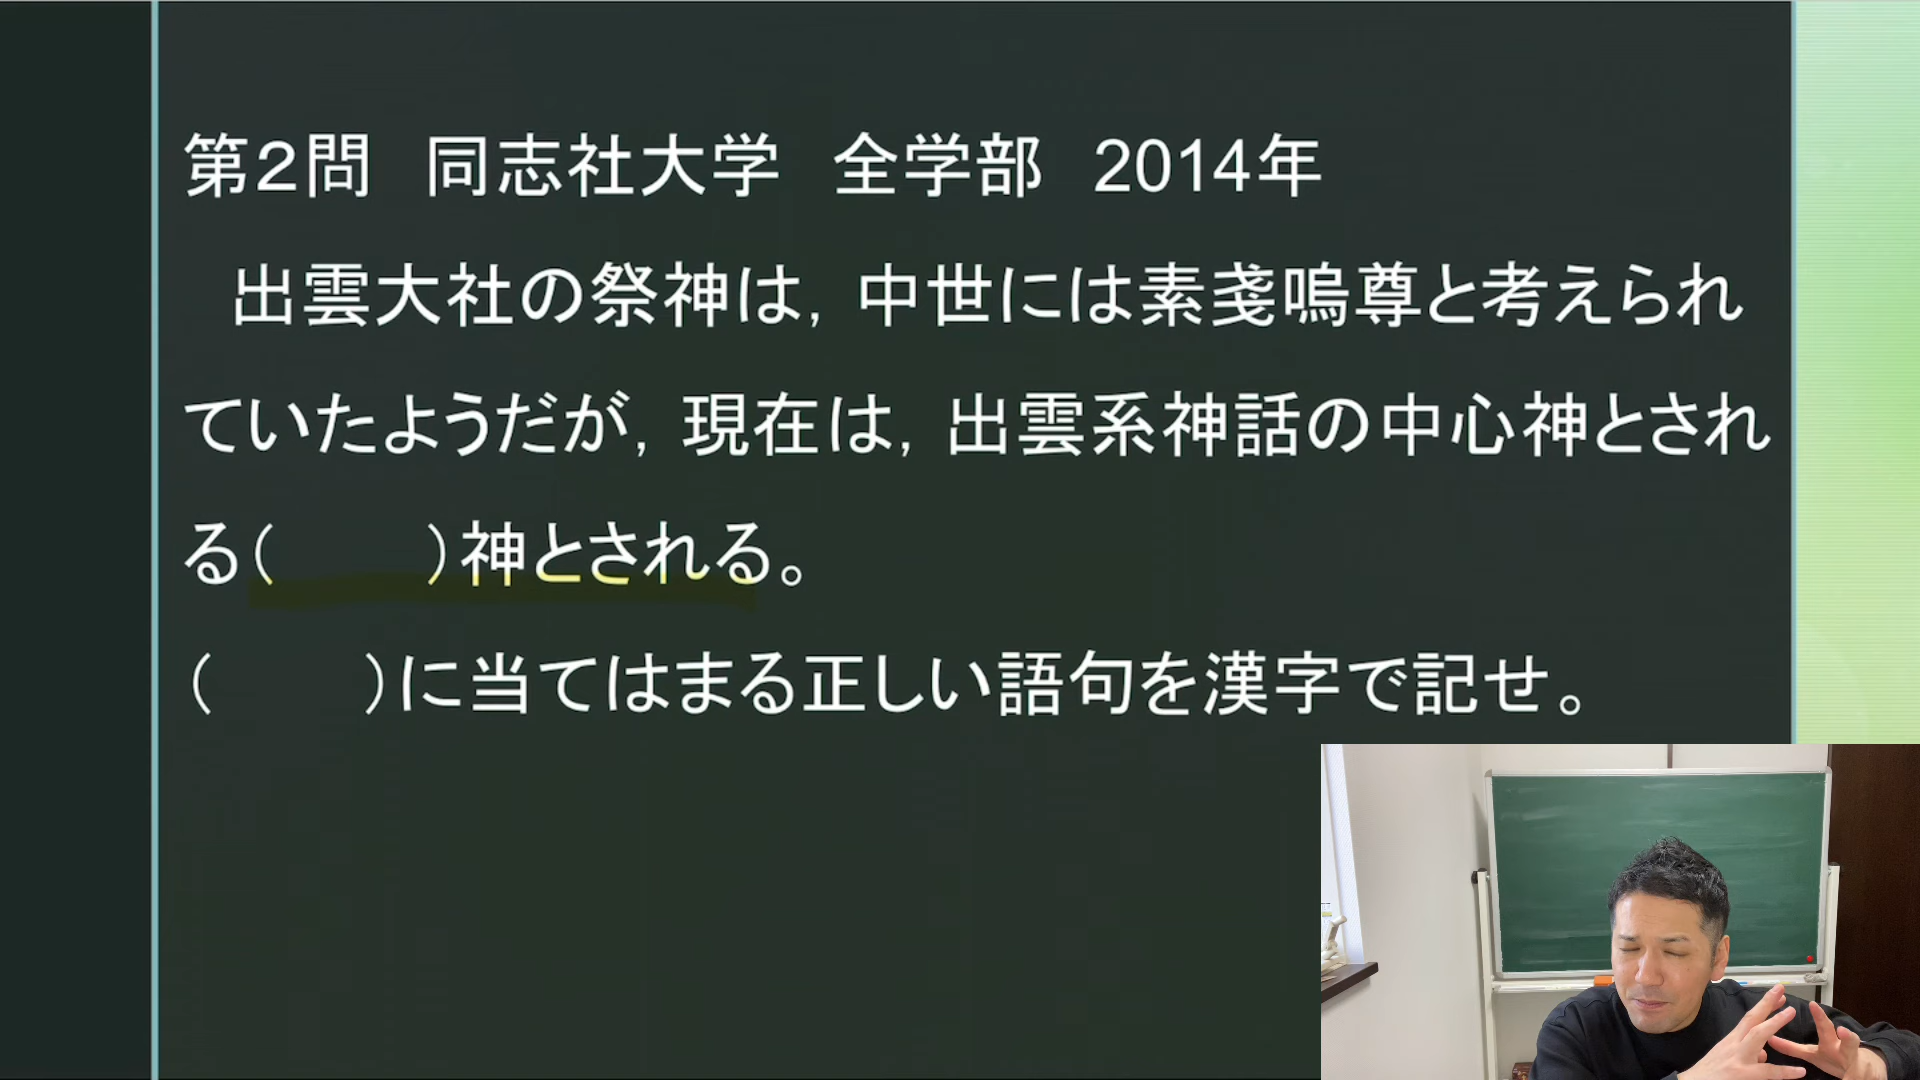 第２問　同志社大学　全学部　2014年
出雲大社の祭神は，中世には素戔嗚尊と考えられ
ていたようだが，現在は，出雲系神話の中心神とされ
る（　　）神とされる。
（　　）に当てはまる正しい語句を漢字で記せ。